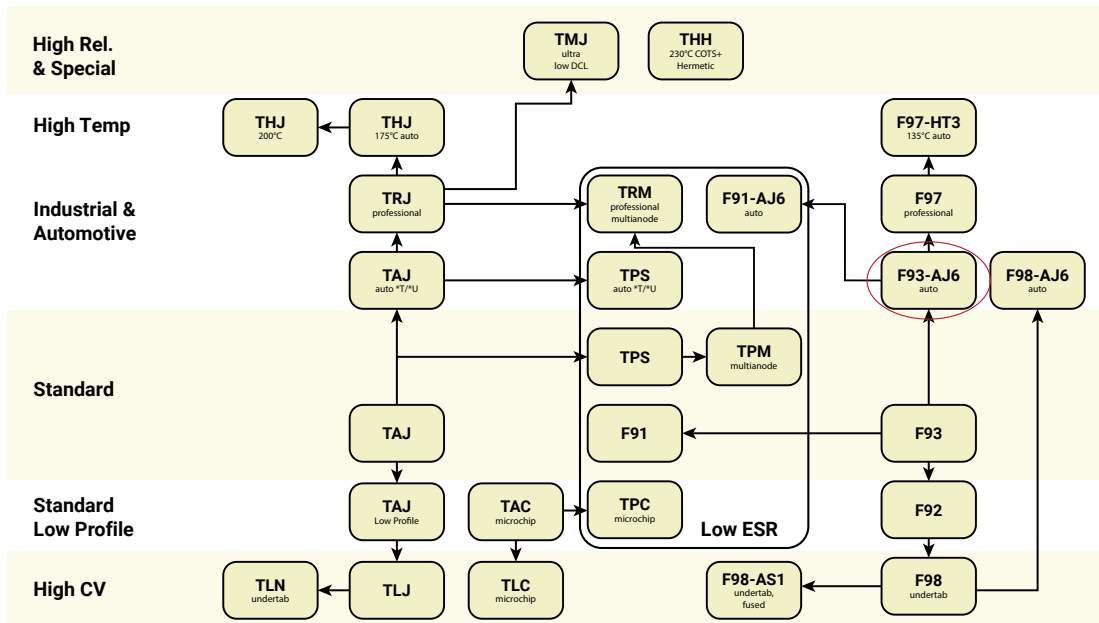 High Rel.
& Special
TMJ
ultra
low DCL
THH
230°C COTS+
Hermetic
High Temp
THJ
200°C
THJ
175°C auto
F97-HT3
135°C auto
Industrial &
Automotive
TRJ
professional
TRM
professional
multianode
F91-AJ6
auto
F97
professional
TAJ
auto *T/*U
TPS
auto *T/*U
F93-AJ6
auto
F98-AJ6
auto
Standard
TPS
TPM
multianode
TAJ
F91
F93
Standard
Low Profile
TAJ
Low Profile
TAC
microchip
TPC
microchip
Low ESR
F92
High CV
TLN
undertab
TLJ
TLC
microchip
F98-AS1
undertab,
fused
F98
undertab